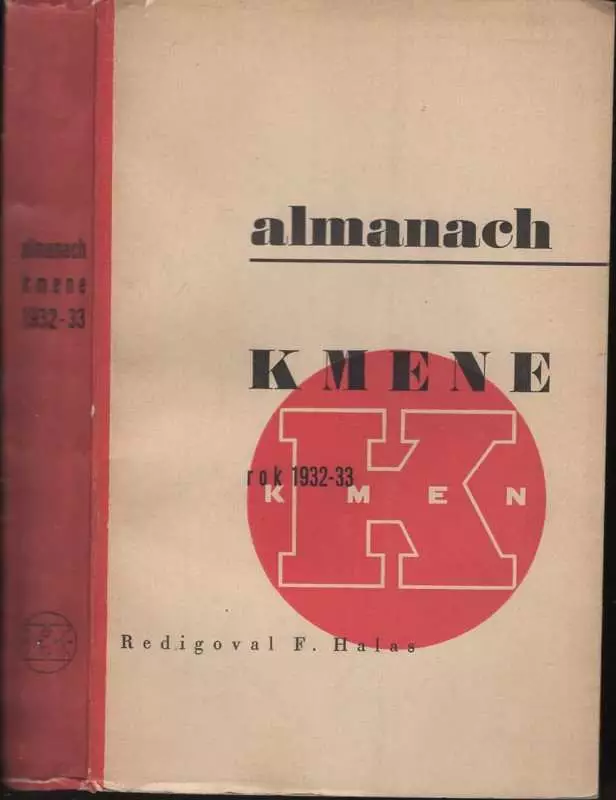 almanach
kmene
1932-33
almanach
KMENE
rok 1932-33
K M E N
Redigoval F. Halas